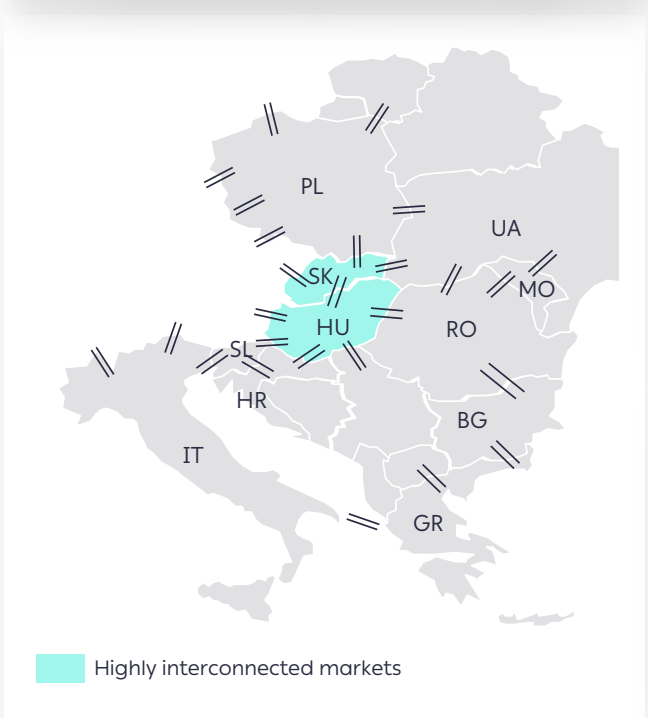 PL
UA
SK
MO
HU
RO
SL
HR
BG
IT
GR
Highly interconnected markets